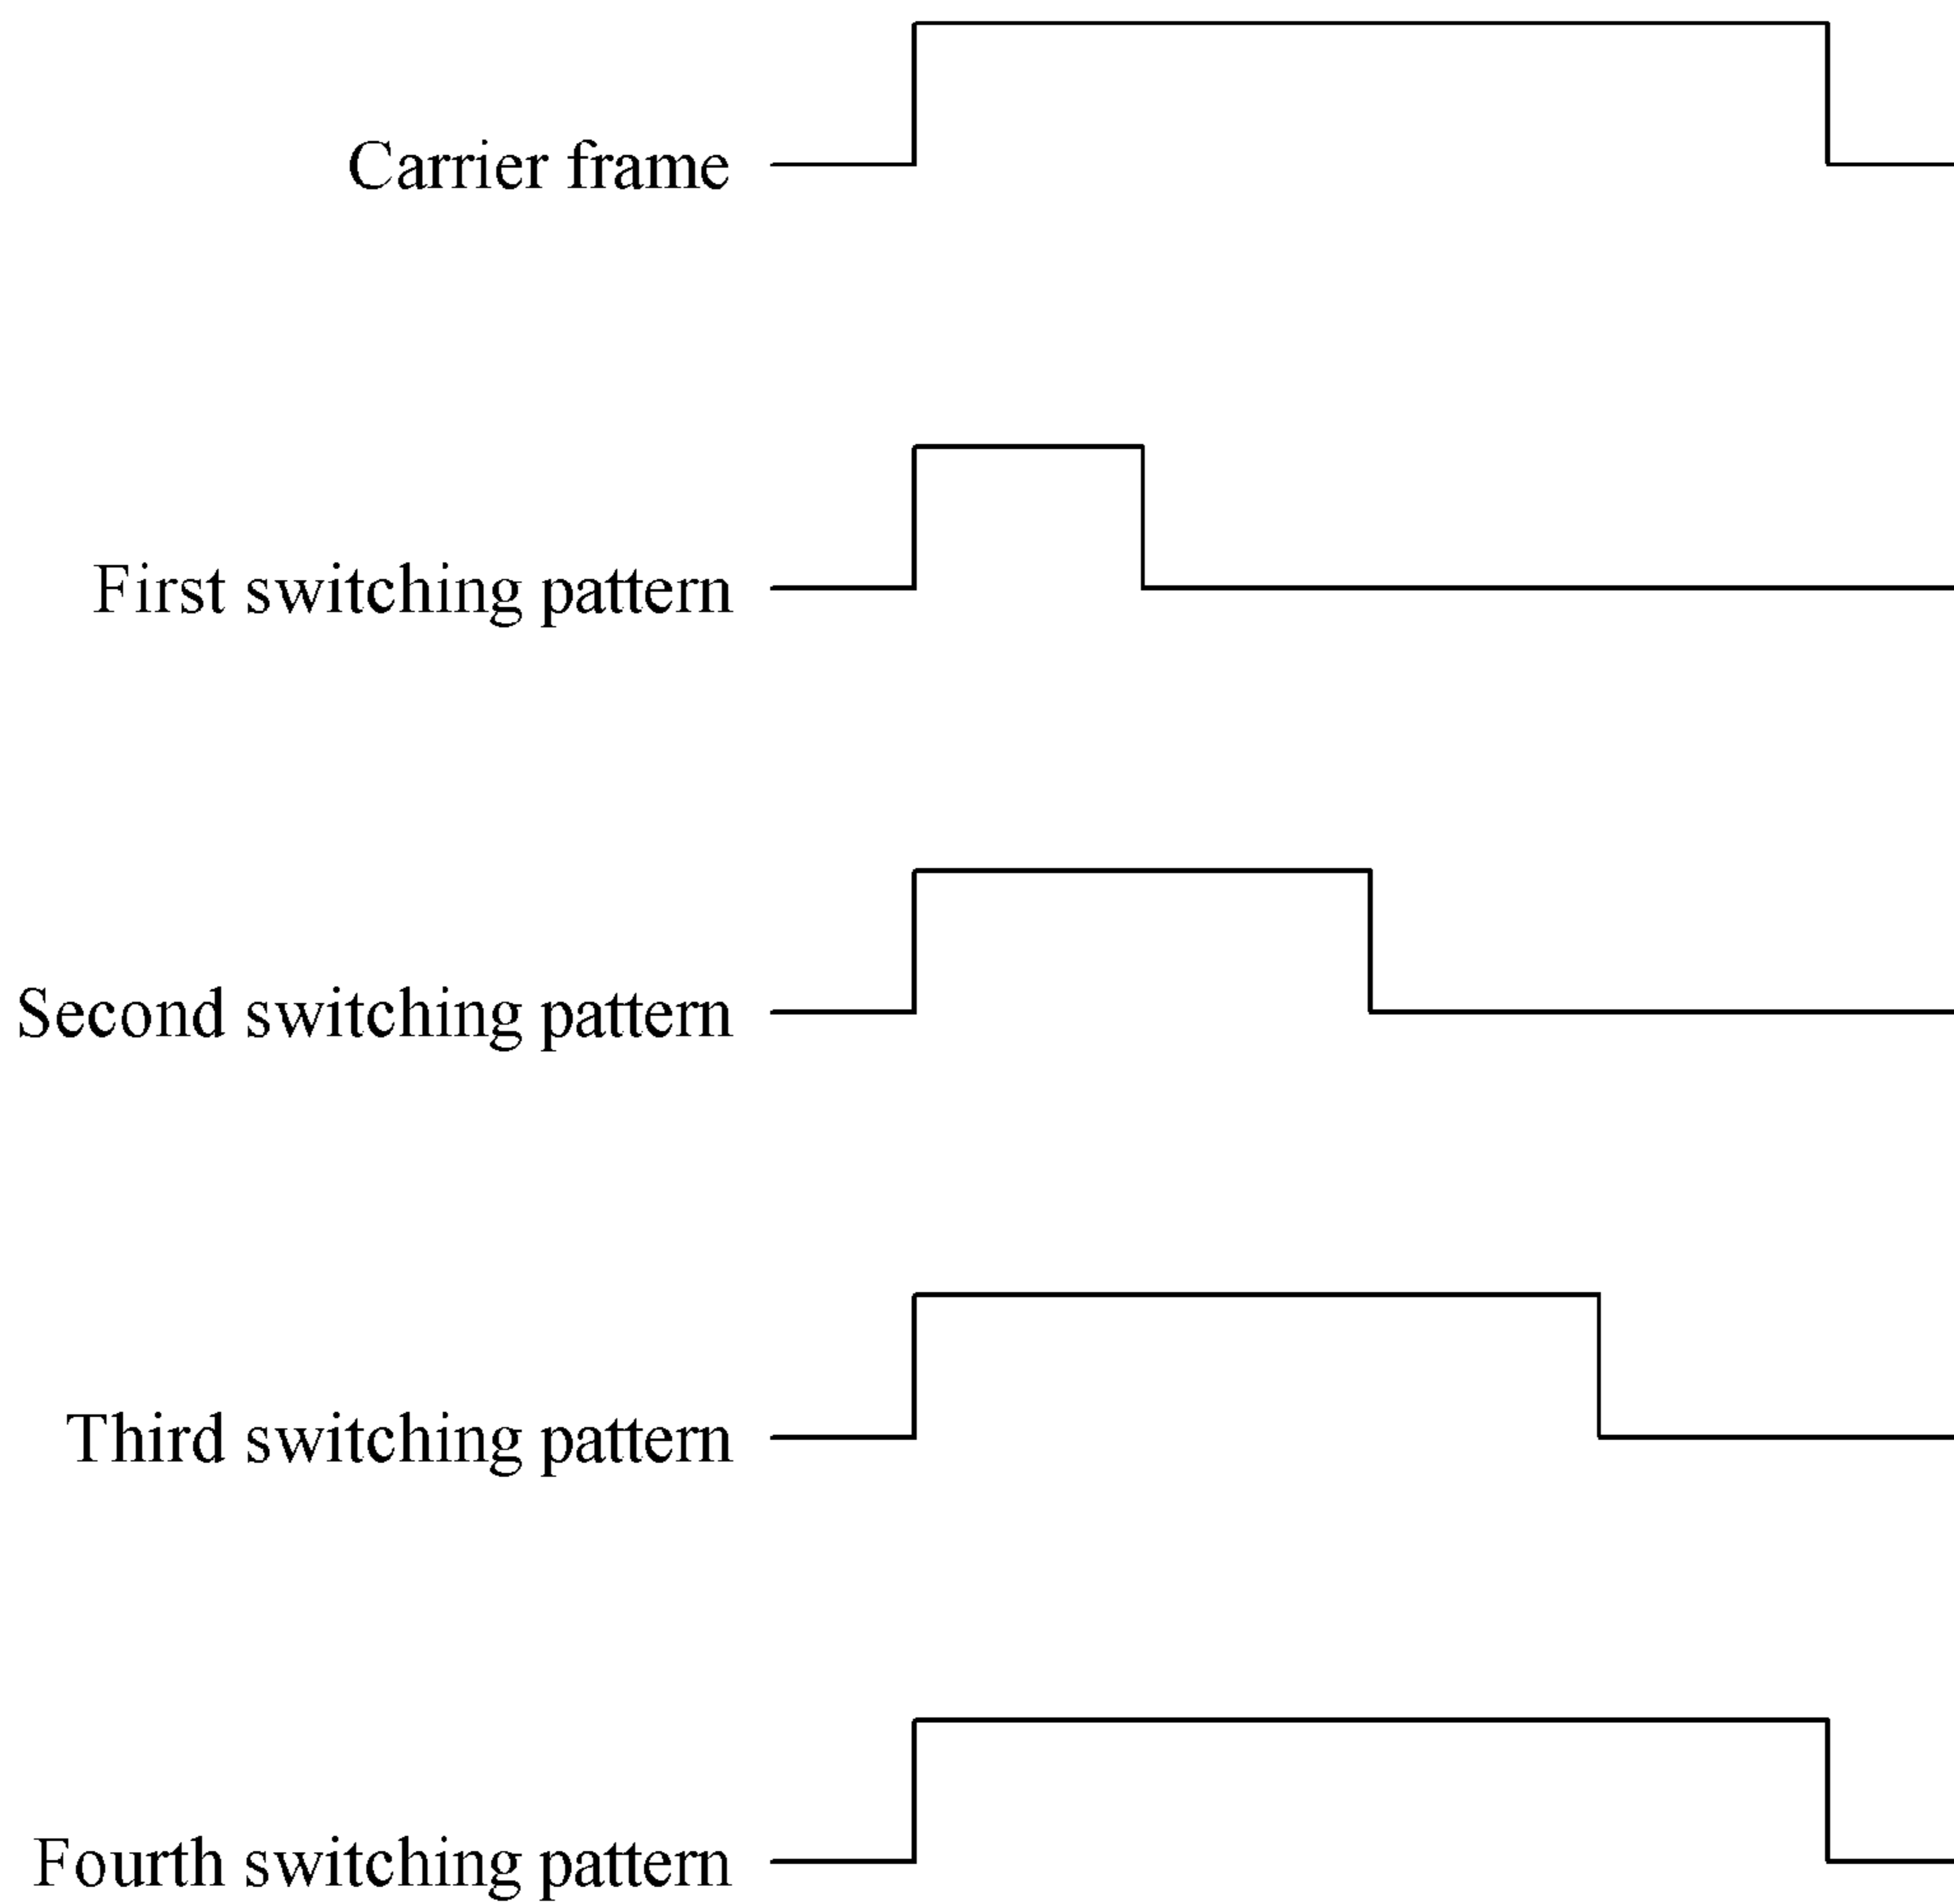 Carrier frame
First switching pattern
Second switching pattern
Third switching pattern
Fourth switching pattern